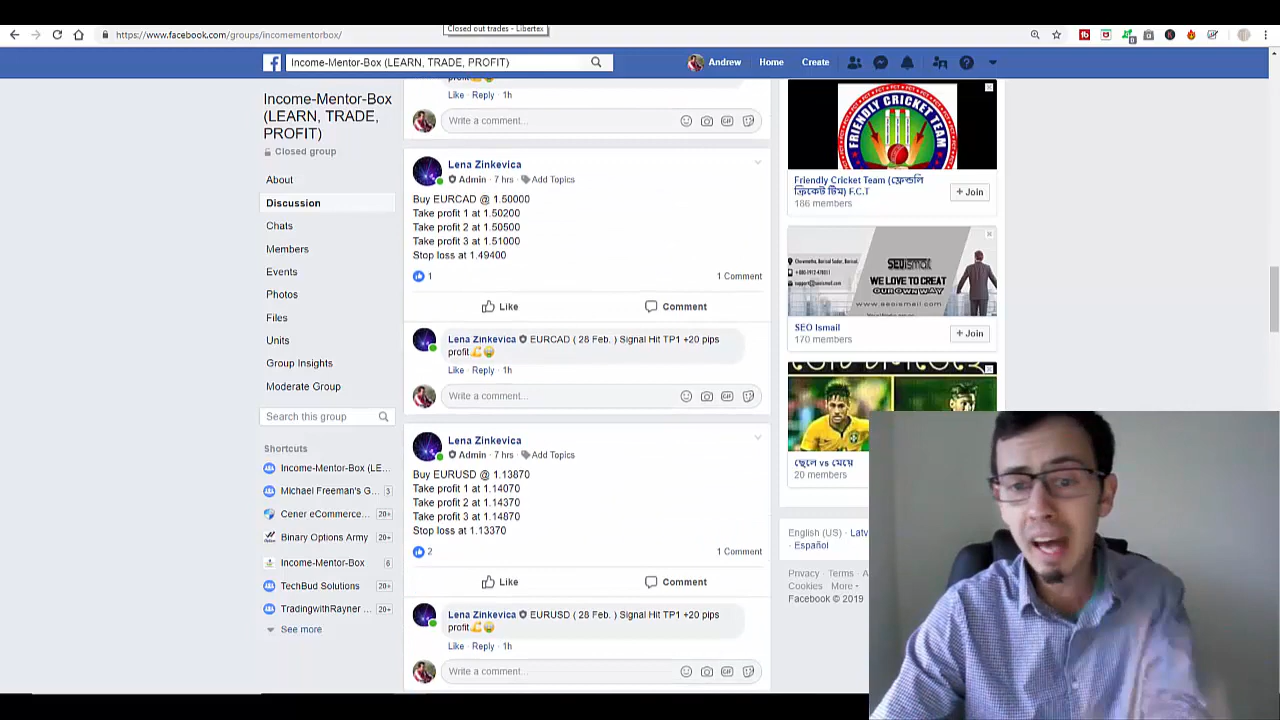 Closed out trades - Libertex
https://www.facebook.com/groups/incomementorbox/
Income-Mentor-Box (LEARN, TRADE, PROFIT)
Andrew
Home
Create
Income-Mentor-Box
(LEARN, TRADE,
PROFIT)
Closed group
About
Discussion
Chats
Members
Events
Photos
Files
Units
Group Insights
Moderate Group
Search this group
Shortcuts
Income-Mentor-Box (LE...
Michael Freeman's G... 3
Cener eCommerce... 20+
Binary Options Army 20+
Income-Mentor-Box 6
TechBud Solutions 20+
TradingwithRayner ... 20+
See more
profit
Like · Reply · 1h
Write a comment...
Lena Zinkevica
Admin · 7 hrs · Add Topics
Buy EURCAD @ 1.50000
Take profit 1 at 1.50200
Take profit 2 at 1.50500
Take profit 3 at 1.51000
Stop loss at 1.49400
1
1 Comment
Like
Comment
Lena Zinkevica EURCAD ( 28 Feb. ) Signal Hit TP1 +20 pips
profit
Like · Reply · 1h
Write a comment...
Lena Zinkevica
Admin · 7 hrs · Add Topics
Buy EURUSD @ 1.13870
Take profit 1 at 1.14070
Take profit 2 at 1.14370
Take profit 3 at 1.14870
Stop loss at 1.13370
2
1 Comment
Like
Comment
Lena Zinkevica EURUSD ( 28 Feb. ) Signal Hit TP1 +20 pips
profit
Like · Reply · 1h
Write a comment...
FRIENDLY CRICKET TEAM
Friendly Cricket Team (ফ্রেন্ডলি
ক্রিকেট টিম) F.C.T
186 members
+ Join
SEOismail
WE LOVE TO CREAT
OUR OWN WAY
www.seoismail.com
SEO Ismail
170 members
+ Join
ছেলে vs মেয়ে
20 members
English (US) · Latv
Español
Privacy · Terms · A
Cookies · More
Facebook © 2019